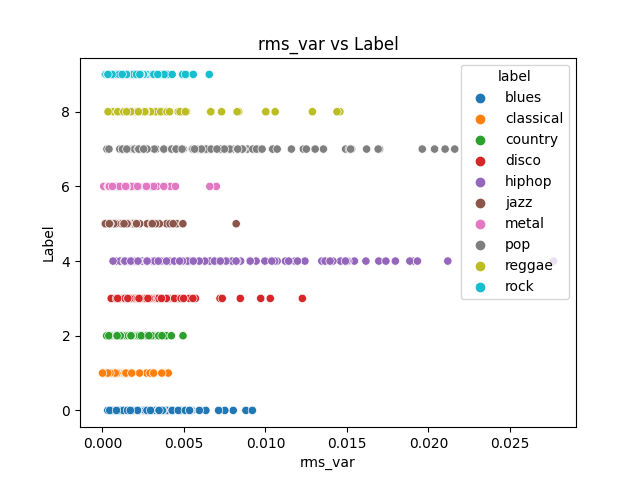 rms_var vs Label
label
blues
classical
country
disco
hiphop
jazz
metal
pop
reggae
rock
8
6
4
2
0
Label
0.000 0.005 0.010 0.015 0.020 0.025
rms_var